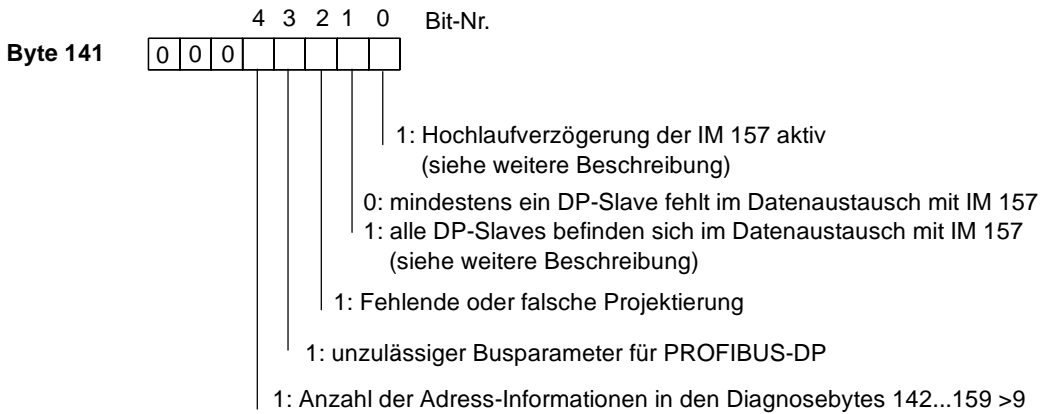 4 3 2 1 0 Bit-Nr.
Byte 141 0 0 0
1: Hochlaufverzögerung der IM 157 aktiv
(siehe weitere Beschreibung)
0: mindestens ein DP-Slave fehlt im Datenaustausch mit IM 157
1: alle DP-Slaves befinden sich im Datenaustausch mit IM 157
(siehe weitere Beschreibung)
1: Fehlende oder falsche Projektierung
1: unzulässiger Busparameter für PROFIBUS-DP
1: Anzahl der Adress-Informationen in den Diagnosebytes 142...159 >9